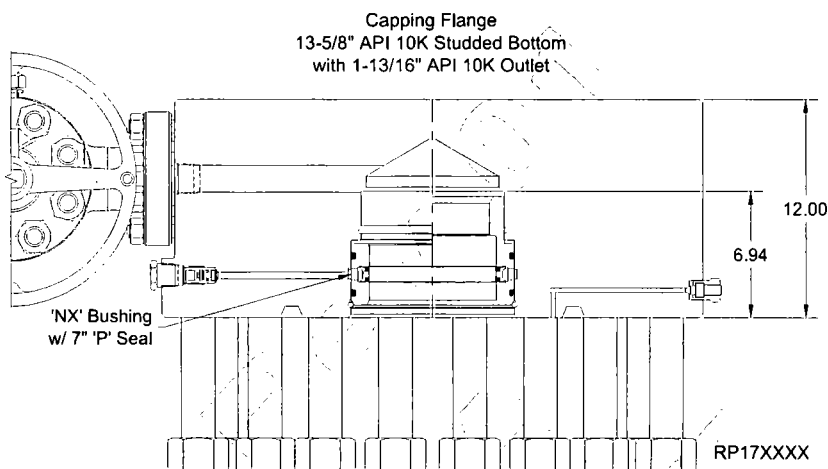 Capping Flange
13-5/8" API 10K Studded Bottom
with 1-13/16" API 10K Outlet
12.00
6.94
'NX' Bushing
w/ 7" 'P' Seal
RP17XXXX